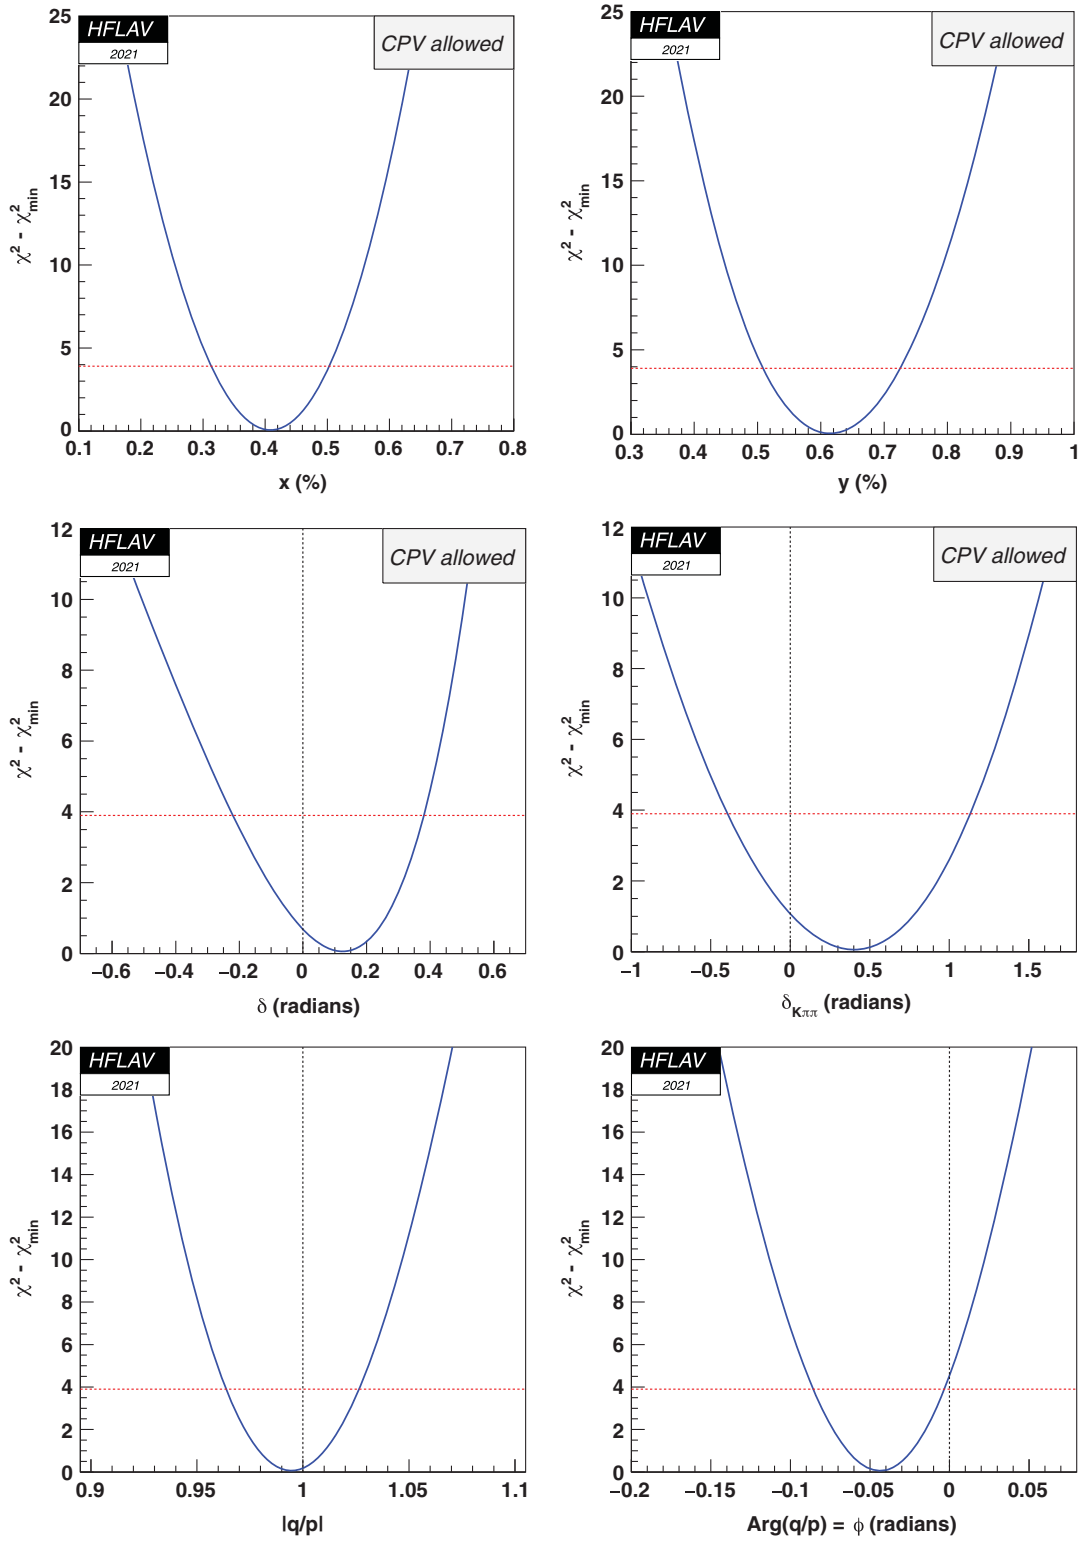 HFLAV
2021
CPV allowed
25
20
15
10
5
0
χ² - χ²min
0.1 0.2 0.3 0.4 0.5 0.6 0.7 0.8
x (%)
HFLAV
2021
CPV allowed
25
20
15
10
5
0
χ² - χ²min
0.3 0.4 0.5 0.6 0.7 0.8 0.9 1
y (%)
HFLAV
2021
CPV allowed
12
10
8
6
4
2
0
χ² - χ²min
−0.6 −0.4 −0.2 0 0.2 0.4 0.6
δ (radians)
HFLAV
2021
CPV allowed
12
10
8
6
4
2
0
χ² - χ²min
−1 −0.5 0 0.5 1 1.5
δKππ (radians)
HFLAV
2021
20
18
16
14
12
10
8
6
4
2
0
χ² - χ²min
0.9 0.95 1 1.05 1.1
|q/p|
HFLAV
2021
20
18
16
14
12
10
8
6
4
2
0
χ² - χ²min
−0.2 −0.15 −0.1 −0.05 0 0.05
Arg(q/p) = ϕ (radians)